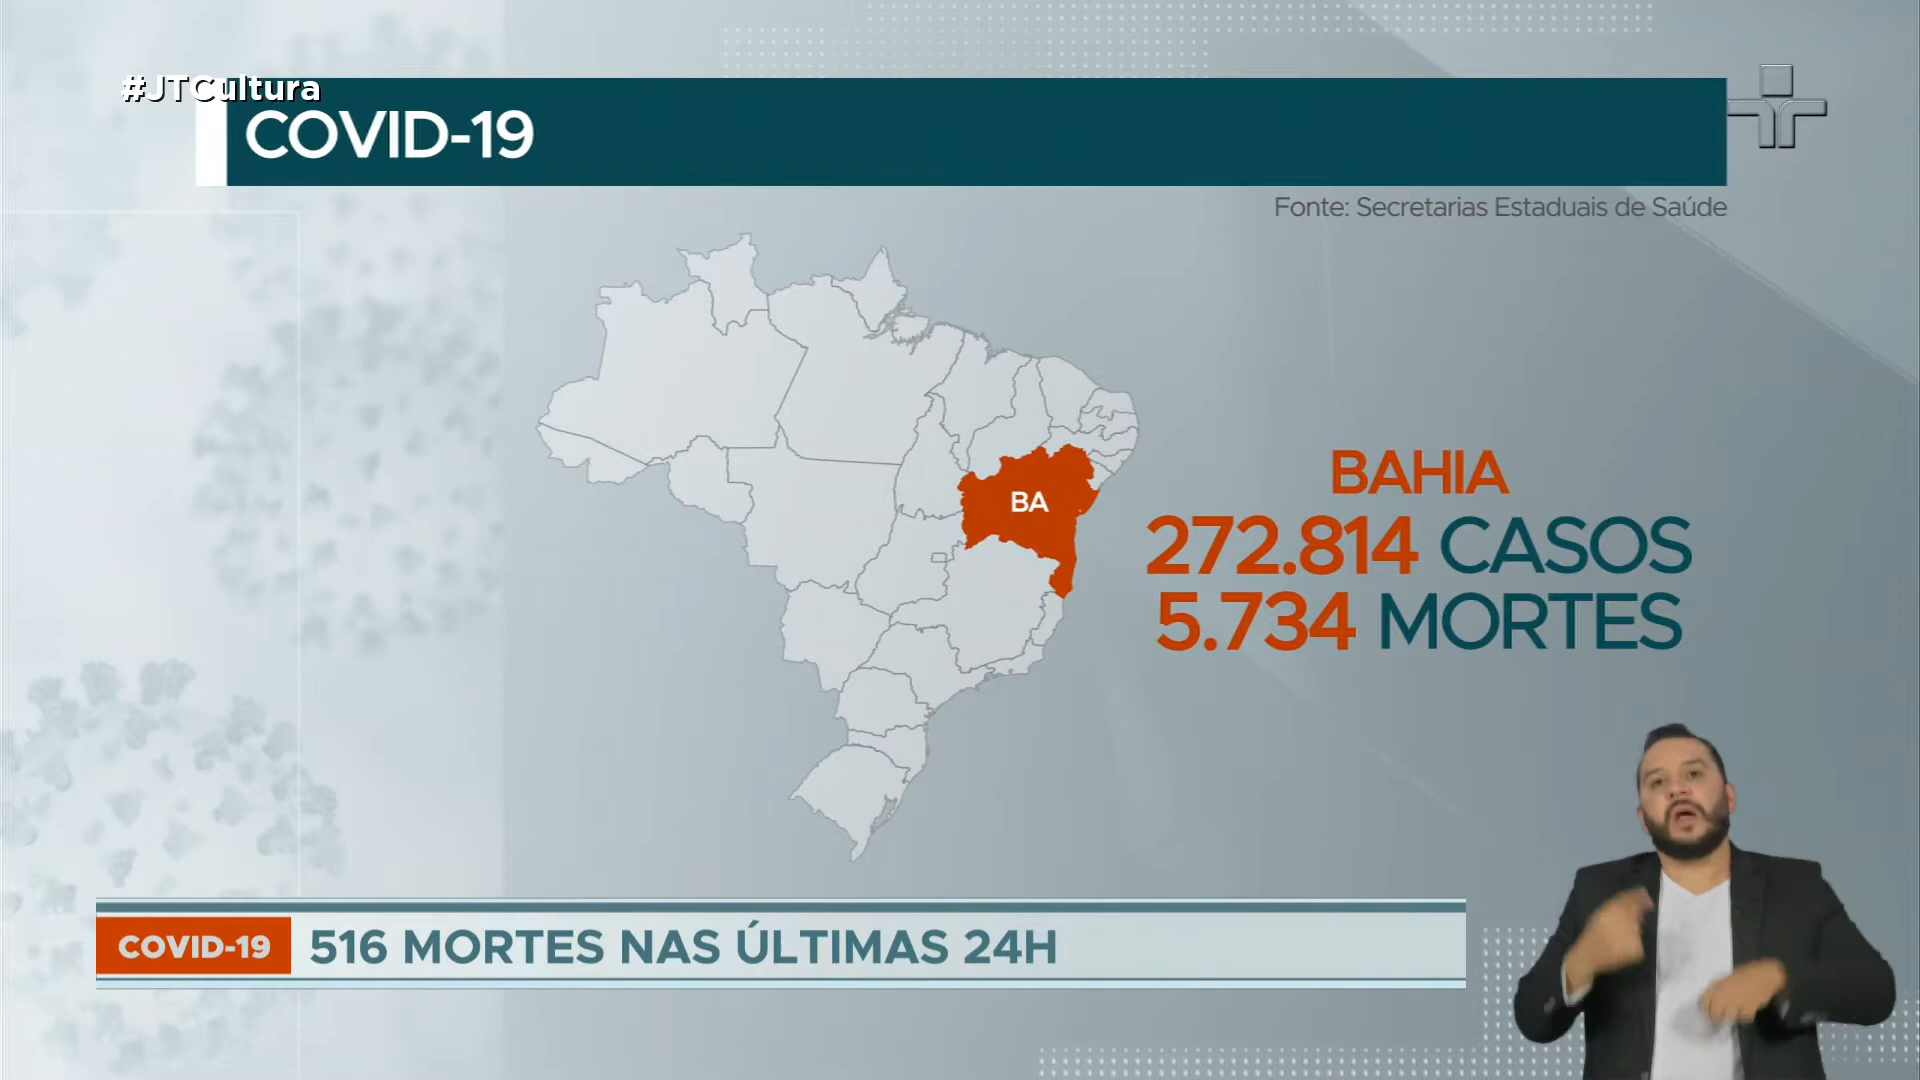 #JTCultura
COVID-19
Fonte: Secretarias Estaduais de Saúde
BA
BAHIA
272.814 CASOS
5.734 MORTES
COVID-19 516 MORTES NAS ÚLTIMAS 24H